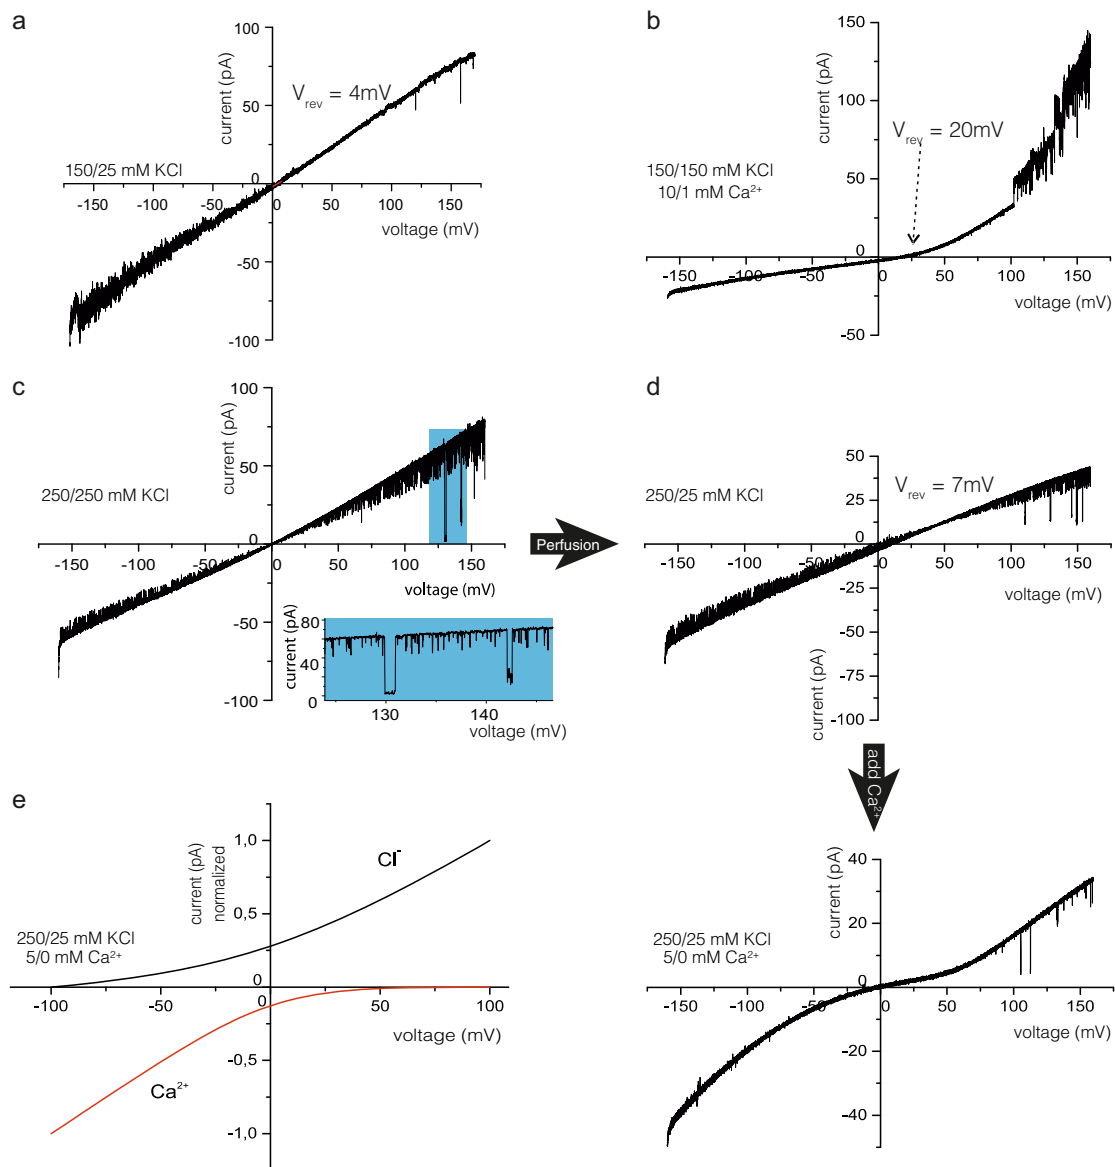 a
current (pA)
100
50
0
-50
-100
V_rev = 4mV
150/25 mM KCl
-150
-100
-50
0
50
100
150
voltage (mV)
b
current (pA)
150
100
50
0
-50
V_rev = 20mV
150/150 mM KCl
10/1 mM Ca²⁺
-150
-100
-50
0
50
100
150
voltage (mV)
c
current (pA)
100
50
0
-50
-100
250/250 mM KCl
-150
-100
-50
50
100
150
voltage (mV)
current (pA)
80
40
0
130
140
voltage (mV)
Perfusion
d
50
25
0
-25
-50
-75
-100
V_rev = 7mV
250/25 mM KCl
-150
-100
-50
0
50
100
150
voltage (mV)
current (pA)
add Ca²⁺
e
current (pA)
normalized
1,0
0,5
0
-0,5
-1,0
Cl⁻
250/25 mM KCl
5/0 mM Ca²⁺
-100
-50
0
50
100
voltage (mV)
Ca²⁺
current (pA)
40
20
0
-20
-40
250/25 mM KCl
5/0 mM Ca²⁺
-150
-100
-50
0
50
100
150
voltage (mV)